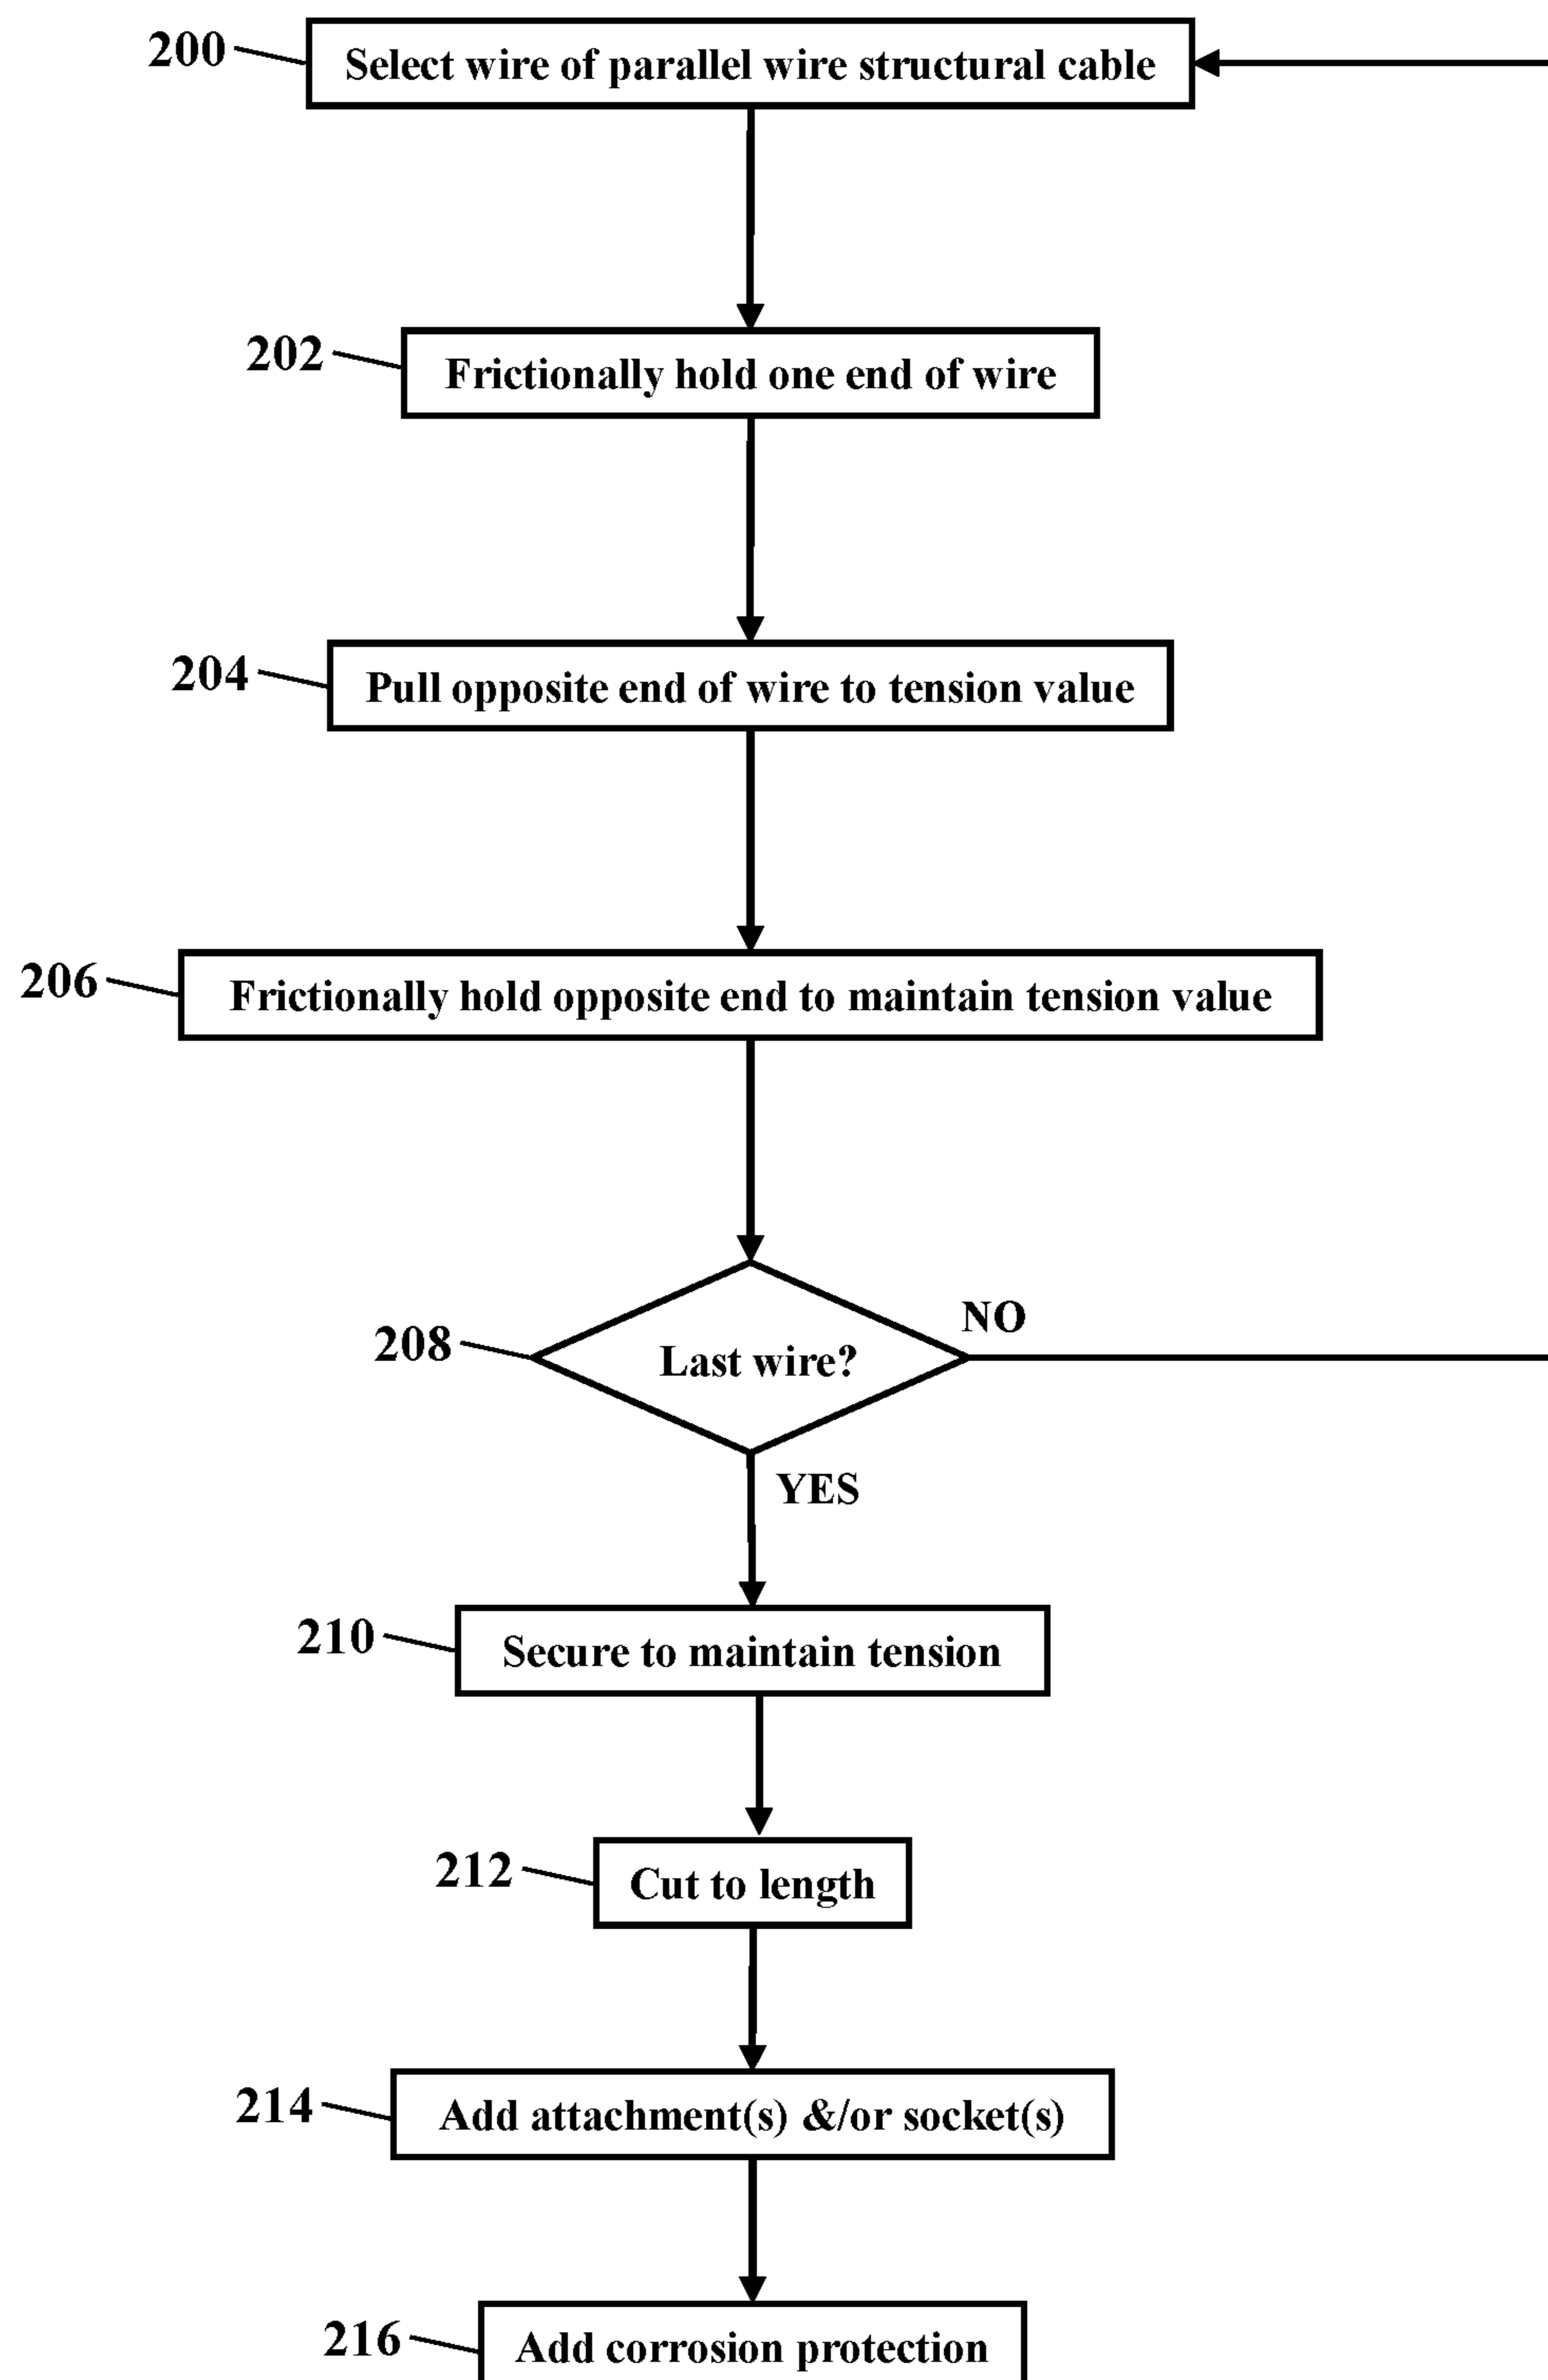 200 Select wire of parallel wire structural cable
202 Frictionally hold one end of wire
204 Pull opposite end of wire to tension value
206 Frictionally hold opposite end to maintain tension value
NO
208 Last wire?
YES
210 Secure to maintain tension
212 Cut to length
214 Add attachment(s) &/or socket(s)
216 Add corrosion protection